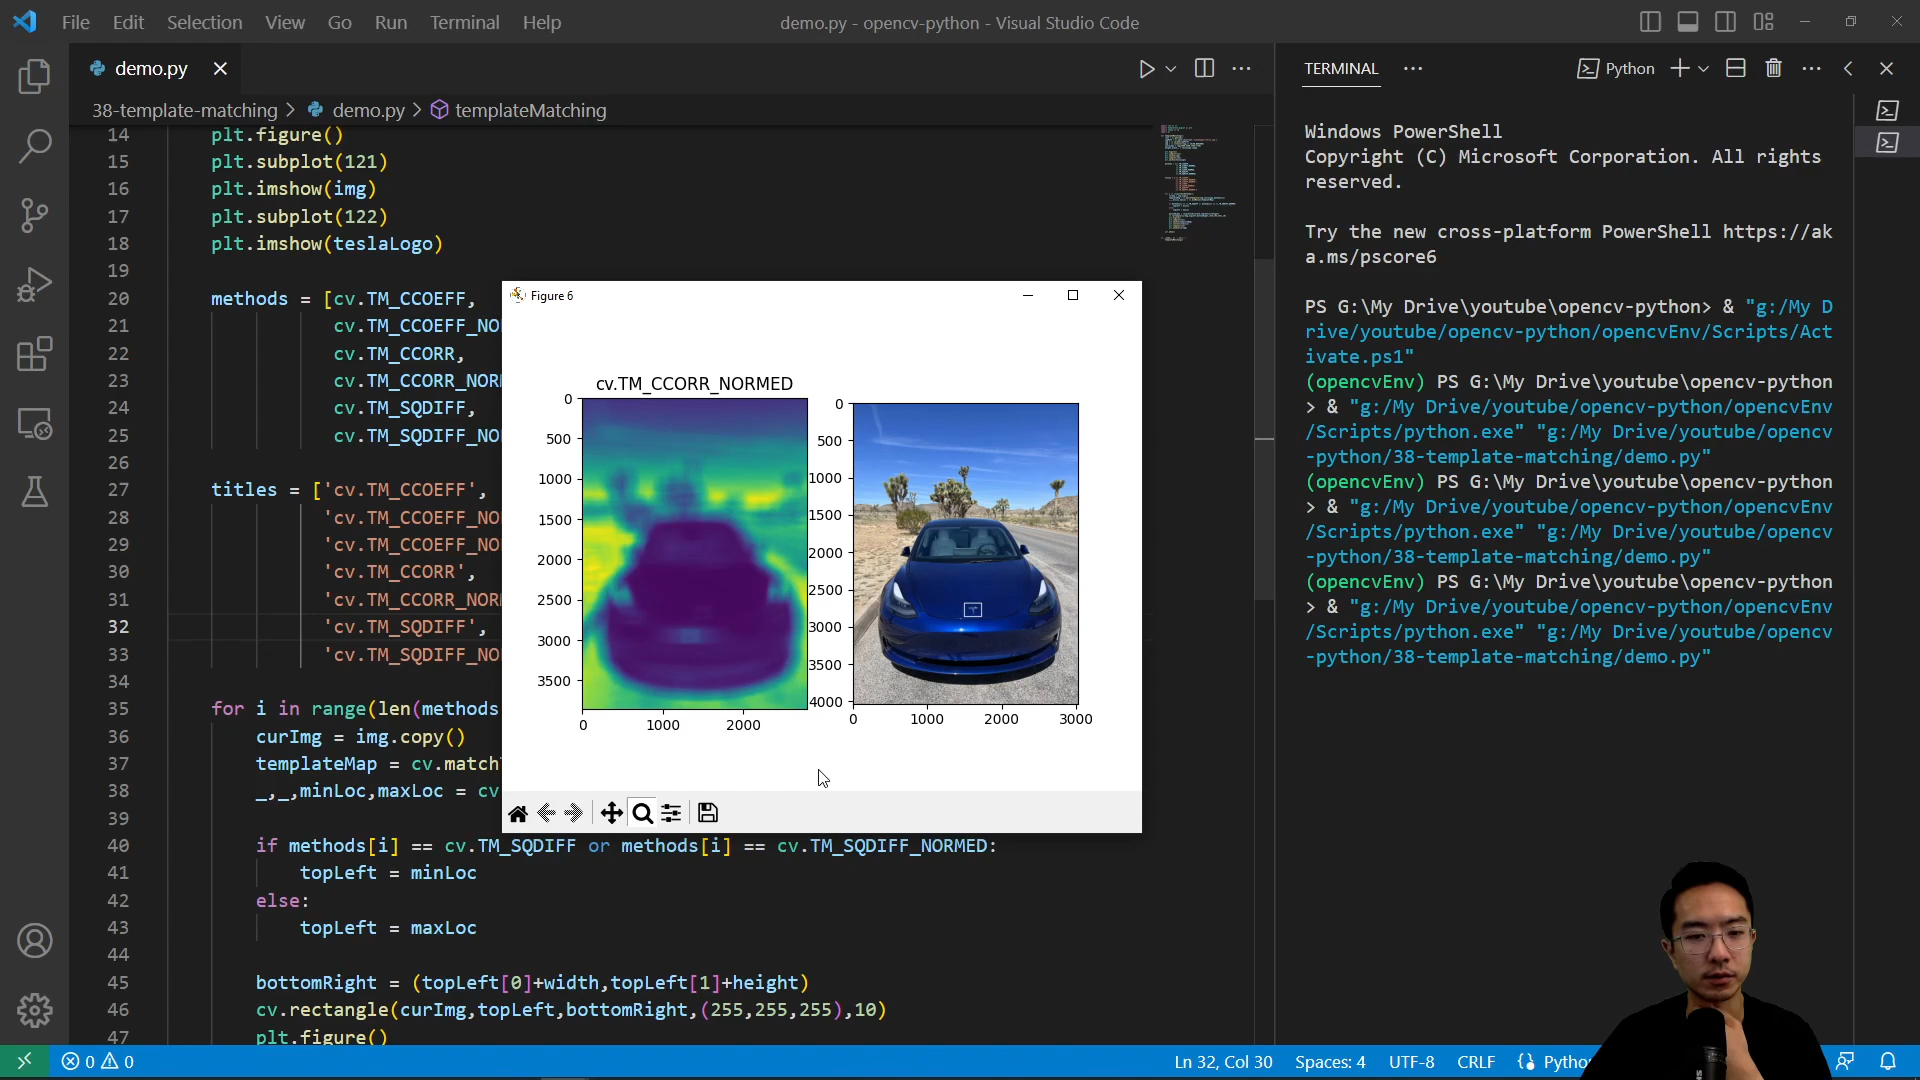 File Edit Selection View Go Run Terminal Help
demo.py - opencv-python - Visual Studio Code
demo.py
38-template-matching > demo.py > templateMatching
14 plt.figure()
15 plt.subplot(121)
16 plt.imshow(img)
17 plt.subplot(122)
18 plt.imshow(teslaLogo)
19
20 methods = [cv.TM_CCOEFF,
21 cv.TM_CCOEFF_NO
22 cv.TM_CCORR,
23 cv.TM_CCORR_NOR
24 cv.TM_SQDIFF,
25 cv.TM_SQDIFF_NO
26
27 titles = ['cv.TM_CCOEFF',
28 'cv.TM_CCOEFF_NO
29 'cv.TM_CCOEFF_NO
30 'cv.TM_CCORR',
31 'cv.TM_CCORR_NOR
32 'cv.TM_SQDIFF',
33 'cv.TM_SQDIFF_NO
34
35 for i in range(len(methods
36 curImg = img.copy()
37 templateMap = cv.match
38 _,_,minLoc,maxLoc = cv
39
40 if methods[i] == cv.TM_SQDIFF or methods[i] == cv.TM_SQDIFF_NORMED:
41 topLeft = minLoc
42 else:
43 topLeft = maxLoc
44
45 bottomRight = (topLeft[0]+width,topLeft[1]+height)
46 cv.rectangle(curImg,topLeft,bottomRight,(255,255,255),10)
47 plt.figure()
Figure 6
cv.TM_CCORR_NORMED
0
500
1000
1500
2000
2500
3000
3500
0 1000 2000
0
500
1000
1500
2000
2500
3000
3500
4000
0 1000 2000 3000
TERMINAL
Python
Windows PowerShell
Copyright (C) Microsoft Corporation. All rights
reserved.
Try the new cross-platform PowerShell https://ak
a.ms/pscore6
PS G:\My Drive\youtube\opencv-python> & "g:/My D
rive/youtube/opencv-python/opencvEnv/Scripts/Act
ivate.ps1"
(opencvEnv) PS G:\My Drive\youtube\opencv-python
> & "g:/My Drive/youtube/opencv-python/opencvEnv
/Scripts/python.exe" "g:/My Drive/youtube/opencv
-python/38-template-matching/demo.py"
(opencvEnv) PS G:\My Drive\youtube\opencv-python
> & "g:/My Drive/youtube/opencv-python/opencvEnv
/Scripts/python.exe" "g:/My Drive/youtube/opencv
-python/38-template-matching/demo.py"
(opencvEnv) PS G:\My Drive\youtube\opencv-python
> & "g:/My Drive/youtube/opencv-python/opencvEnv
/Scripts/python.exe" "g:/My Drive/youtube/opencv
-python/38-template-matching/demo.py"
0 0
Ln 32, Col 30 Spaces: 4 UTF-8 CRLF Pytho